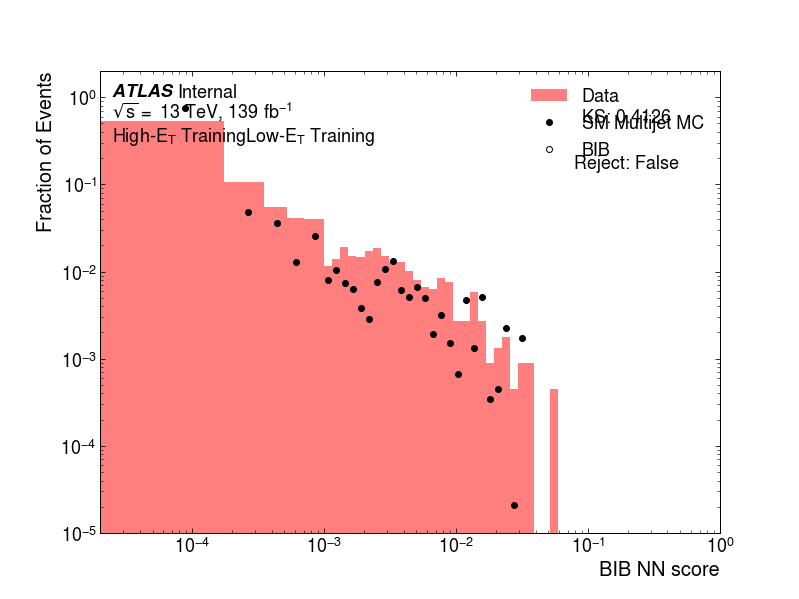 ATLAS Internal
√s = 13 TeV, 139 fb⁻¹
High-E_T TrainingLow-E_T Training
Data
KS: 0.4126
SM Multijet MC
BIB
Reject: False
Fraction of Events
10⁰
10⁻¹
10⁻²
10⁻³
10⁻⁴
10⁻⁵
10⁻⁴
10⁻³
10⁻²
10⁻¹
10⁰
BIB NN score